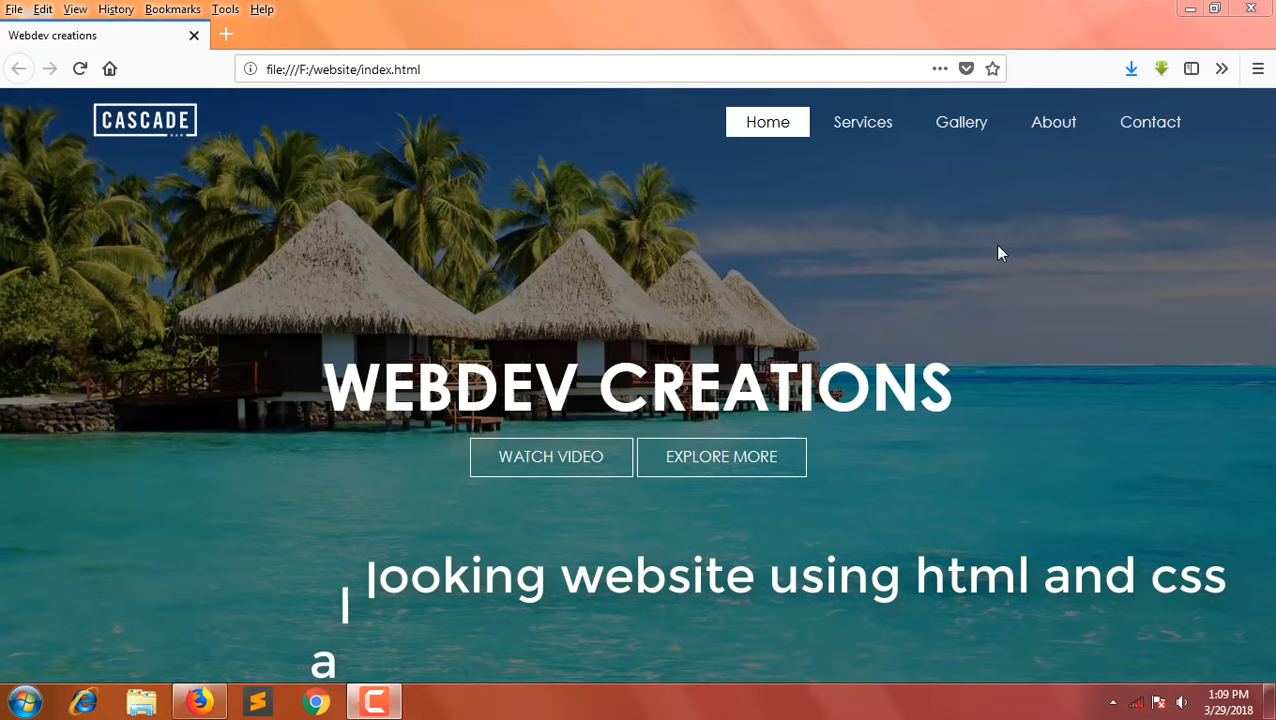 File Edit View History Bookmarks Tools Help
Webdev creations
file:///F:/website/index.html
CASCADE
BAR
Home Services Gallery About Contact
WEBDEV CREATIONS
WATCH VIDEO EXPLORE MORE
looking website using html and css
l
a
1:09 PM
3/29/2018